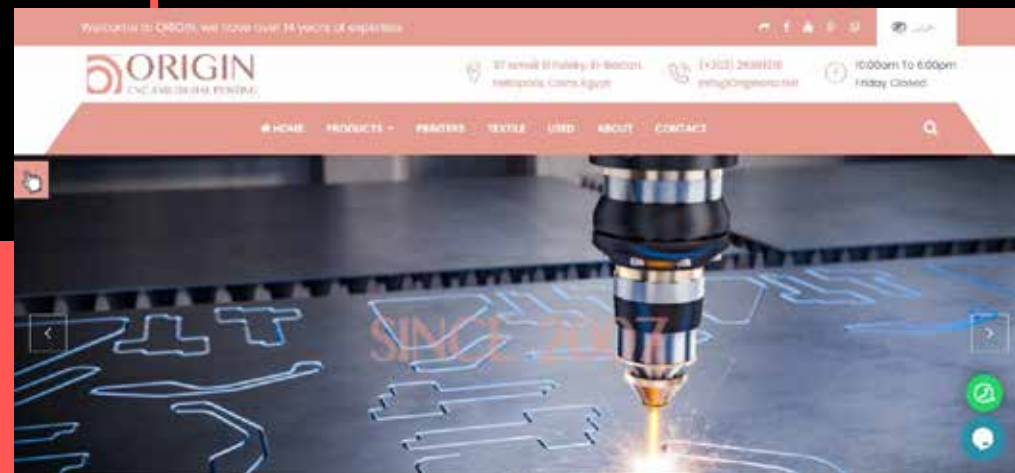 Welcome to ORIGIN, we have over 14 years of expertise
ORIGIN
CNC AND DIGITAL PRINTING
Heliopolis, Cairo, Egypt
10:00am To 6:00pm
Friday Closed
HOME PRODUCTS PRINTERS TEXTILE USED ABOUT CONTACT
SINCE 2007